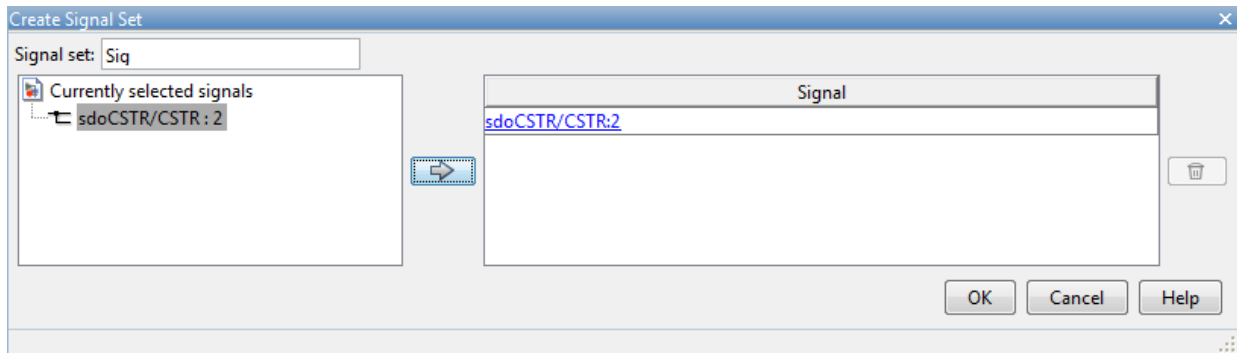 Create Signal Set
Signal set: Sig
Currently selected signals
sdoCSTR/CSTR : 2
Signal
sdoCSTR/CSTR:2
OK Cancel Help